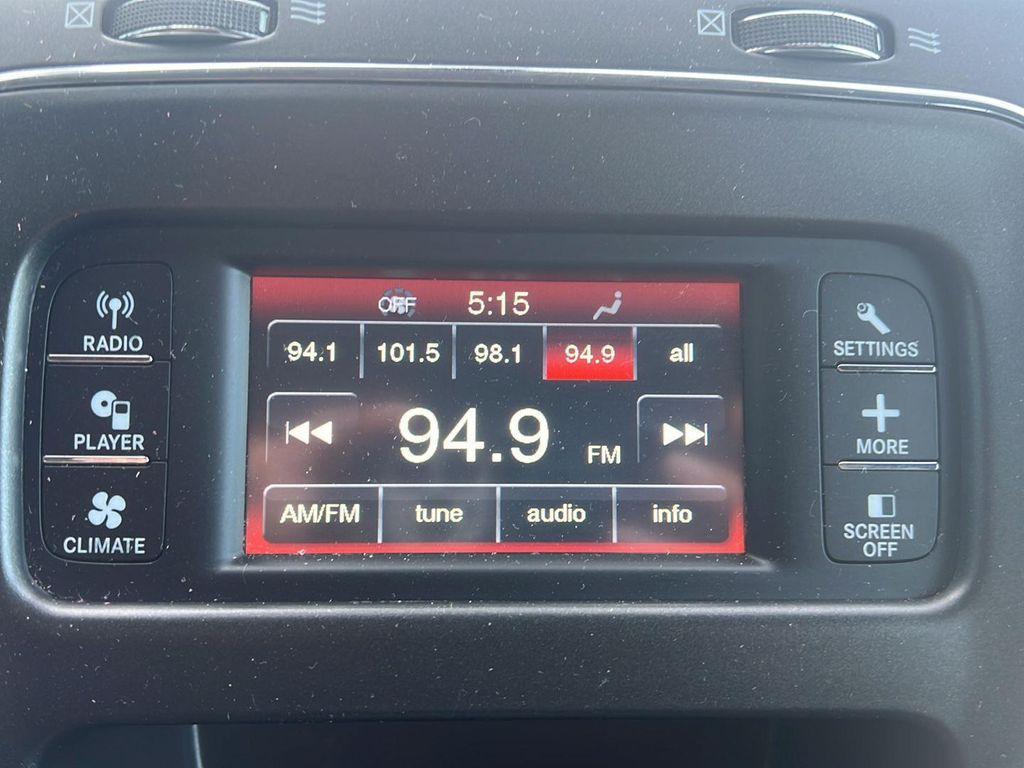 OFF 5:15
94.1 101.5 98.1 94.9 all
94.9 FM
AM/FM tune audio info
RADIO
PLAYER
CLIMATE
SETTINGS
MORE
SCREEN
OFF